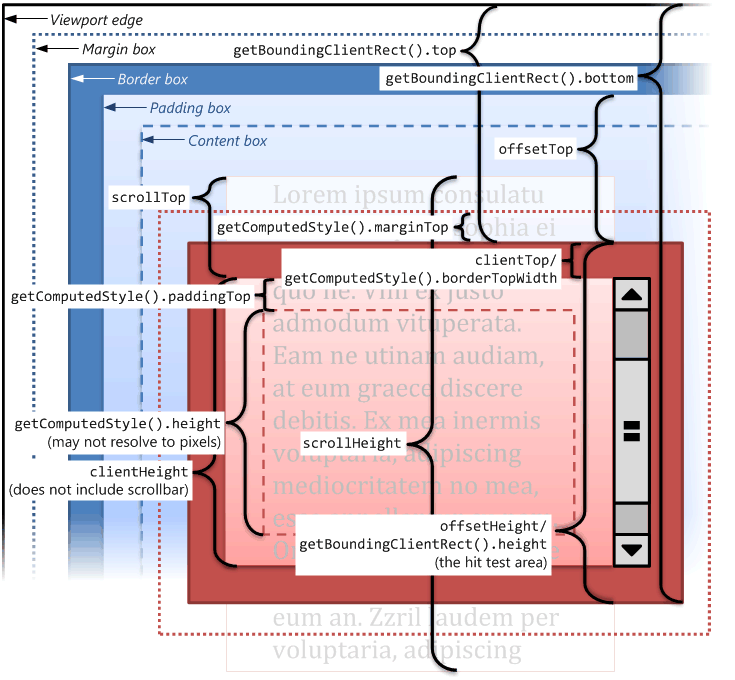 Viewport edge
Margin box
getBoundingClientRect().top
Border box
getBoundingClientRect().bottom
Padding box
Content box
offsetTop
scrollTop
Lorem ipsum consulatu
getComputedStyle().marginTop
sophia ei
clientTop/
getComputedStyle().borderTopWidth
getComputedStyle().paddingTop
quo ne. Vim ex justo
admodum vituperata.
Eam ne utinam audiam,
at eum graece discere
debitis. Ex mea inermis
getComputedStyle().height
(may not resolve to pixels)
scrollHeight
voluptaria, adipiscing
clientHeight
(does not include scrollbar)
mediocritatem no mea,
offsetHeight/
getBoundingClientRect().height
(the hit test area)
eum an. Zzril laudem per
voluptaria, adipiscing